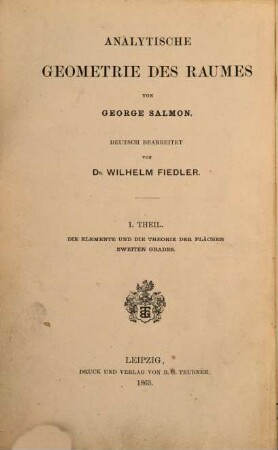 ANALYTISCHE
GEOMETRIE DES RAUMES
VON
GEORGE SALMON.
DEUTSCH BEARBEITET
VON
DR. WILHELM FIEDLER.
I. THEIL.
DIE ELEMENTE UND DIE THEORIE DER FLÄCHEN
ZWEITEN GRADES.
LEIPZIG,
DRUCK UND VERLAG VON B. G. TEUBNER.
1863.